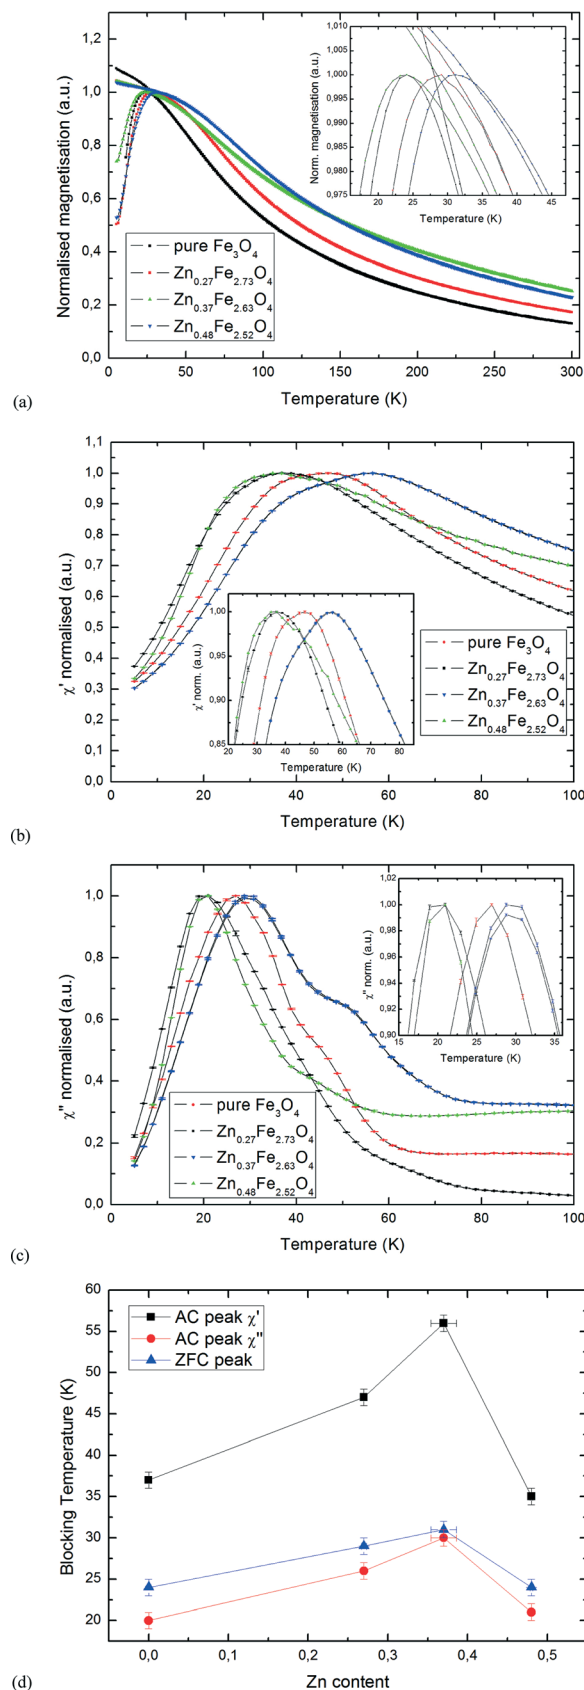 1,2
1,0
0,8
0,6
0,4
0,2
0,0
Normalised magnetisation (a.u.)
pure Fe₃O₄
Zn₀.₂₇Fe₂.₇₃O₄
Zn₀.₃₇Fe₂.₆₃O₄
Zn₀.₄₈Fe₂.₅₂O₄
1,010
1,005
1,000
0,995
0,990
0,985
0,980
0,975
Norm. magnetisation (a.u.)
20 25 30 35 40 45
Temperature (K)
0 50 100 150 200 250 300
Temperature (K)
(a)
1,1
1,0
0,9
0,8
0,7
0,6
0,5
0,4
0,3
0,2
0,1
0,0
χ' normalised (a.u.)
1,00
0,95
0,90
0,85
χ' norm. (a.u.)
20 30 40 50 60 70 80
Temperature (K)
pure Fe₃O₄
Zn₀.₂₇Fe₂.₇₃O₄
Zn₀.₃₇Fe₂.₆₃O₄
Zn₀.₄₈Fe₂.₅₂O₄
0 20 40 60 80 100
Temperature (K)
(b)
1,0
0,8
0,6
0,4
0,2
0,0
χ'' normalised (a.u.)
1,02
1,00
0,98
0,96
0,94
0,92
0,90
χ'' norm. (a.u.)
15 20 25 30 35
Temperature (K)
pure Fe₃O₄
Zn₀.₂₇Fe₂.₇₃O₄
Zn₀.₃₇Fe₂.₆₃O₄
Zn₀.₄₈Fe₂.₅₂O₄
0 20 40 60 80 100
Temperature (K)
(c)
60
55
50
45
40
35
30
25
20
Blocking Temperature (K)
AC peak χ'
AC peak χ''
ZFC peak
0,0 0,1 0,2 0,3 0,4 0,5
Zn content
(d)